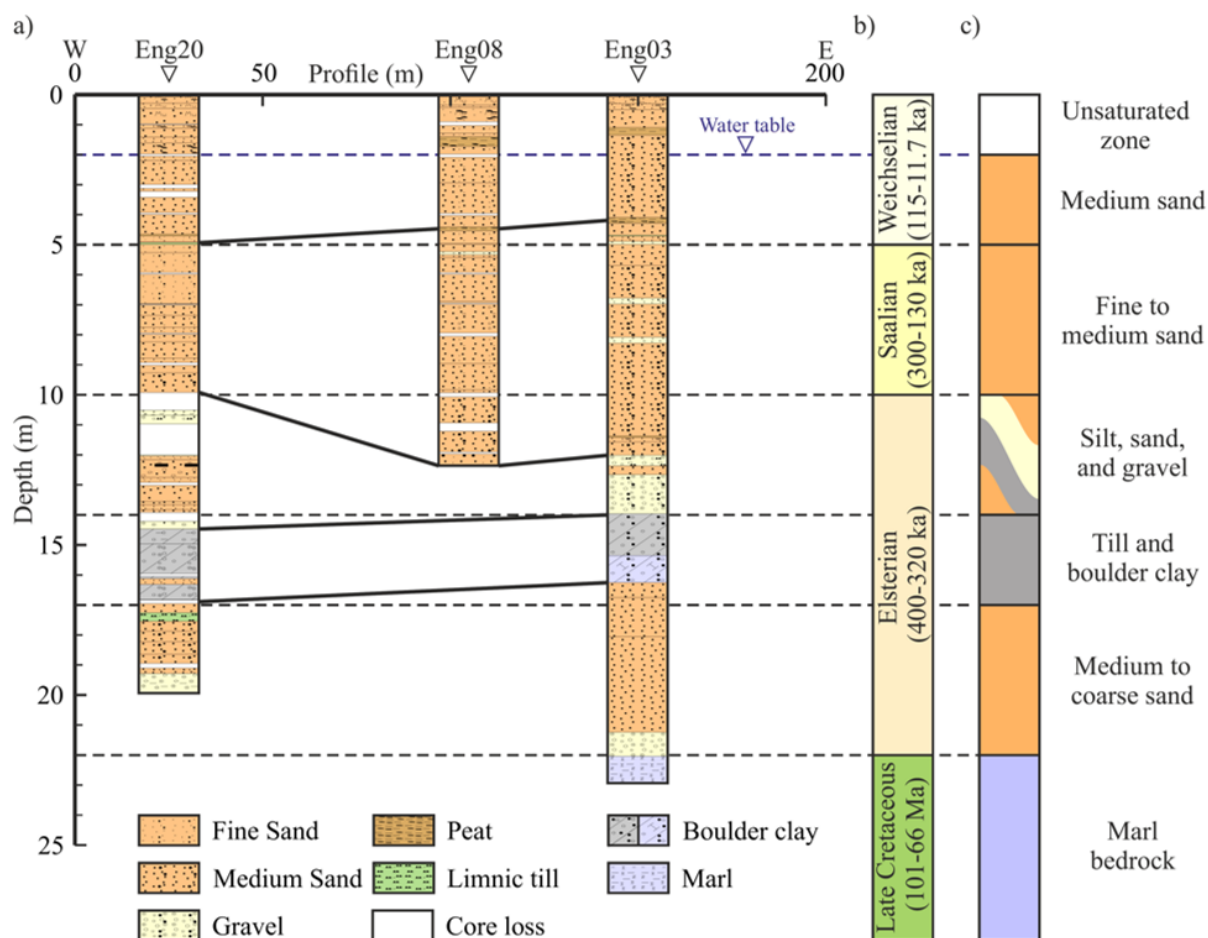 a)
b)
c)
W
Eng20
Eng08
Eng03
E
0
50
Profile (m)
200
Water table
Depth (m)
0
5
10
15
20
25
Weichselian
(115-11.7 ka)
Saalian
(300-130 ka)
Elsterian
(400-320 ka)
Late Cretaceous
(101-66 Ma)
Unsaturated
zone
Medium sand
Fine to
medium sand
Silt, sand,
and gravel
Till and
boulder clay
Medium to
coarse sand
Marl
bedrock
Fine Sand
Peat
Boulder clay
Medium Sand
Limnic till
Marl
Gravel
Core loss